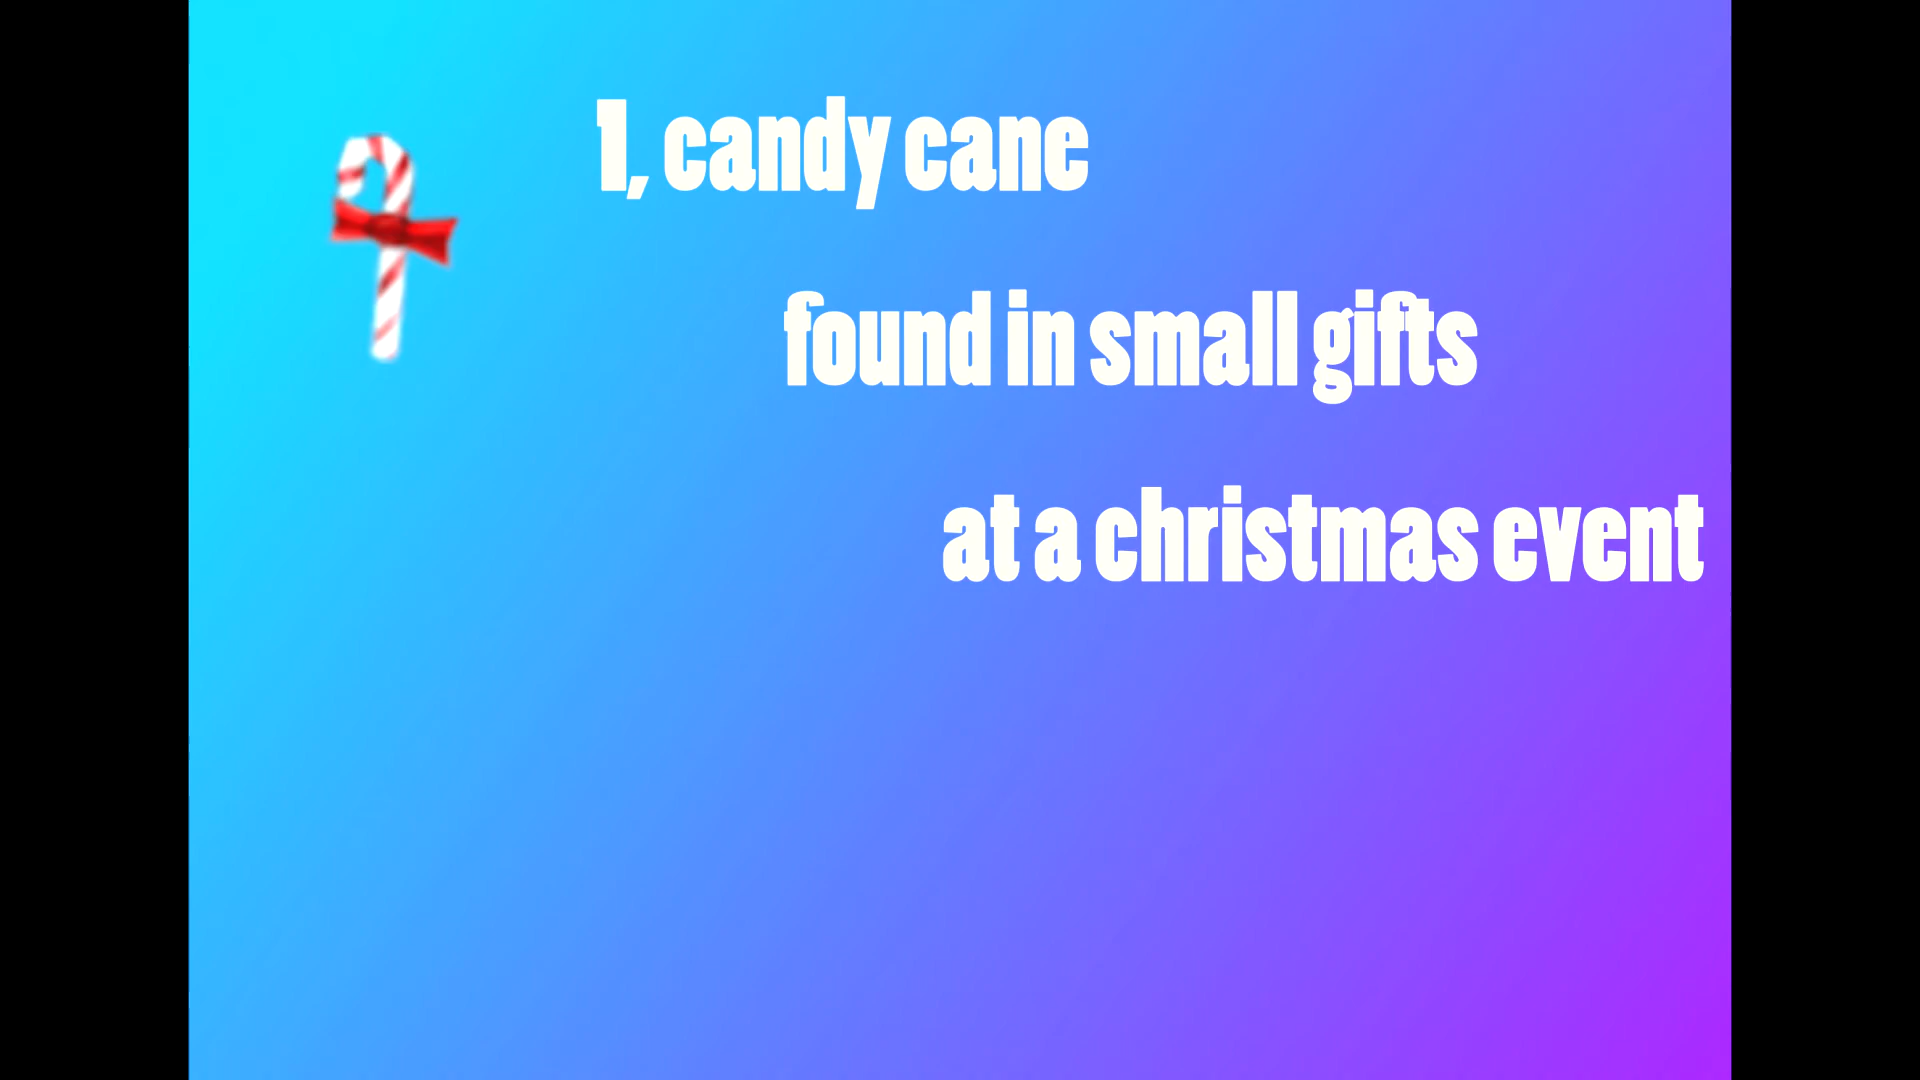 1, candy cane
found in small gifts
at a christmas event